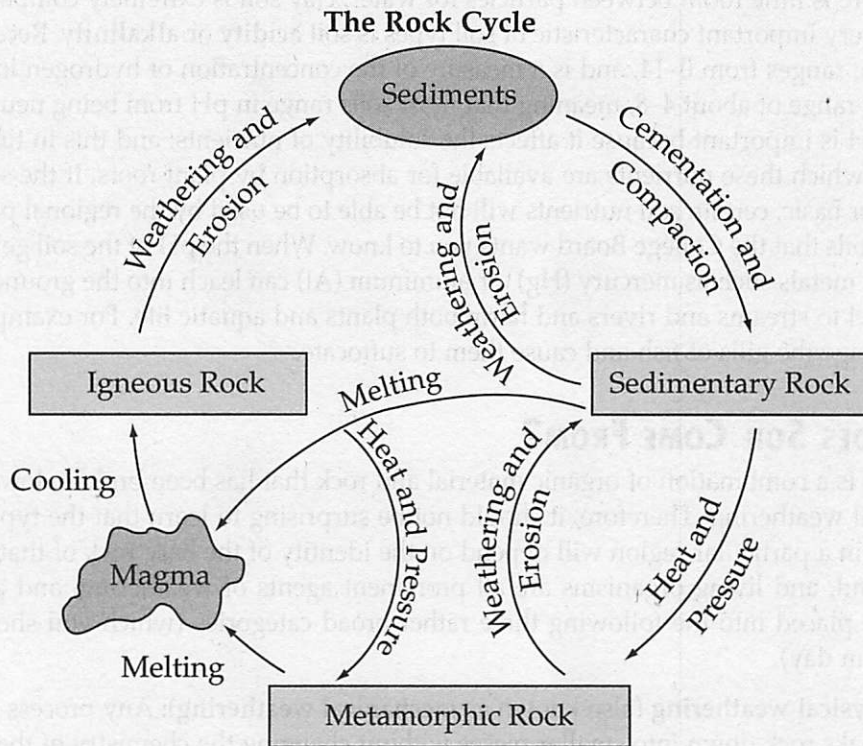 The Rock Cycle
Sediments
Weathering and
Erosion
Cementation and
Compaction
Weathering and
Erosion
Igneous Rock
Melting
Sedimentary Rock
Cooling
Heat and Pressure
Weathering and
Erosion
Heat and
Pressure
Magma
Melting
Metamorphic Rock